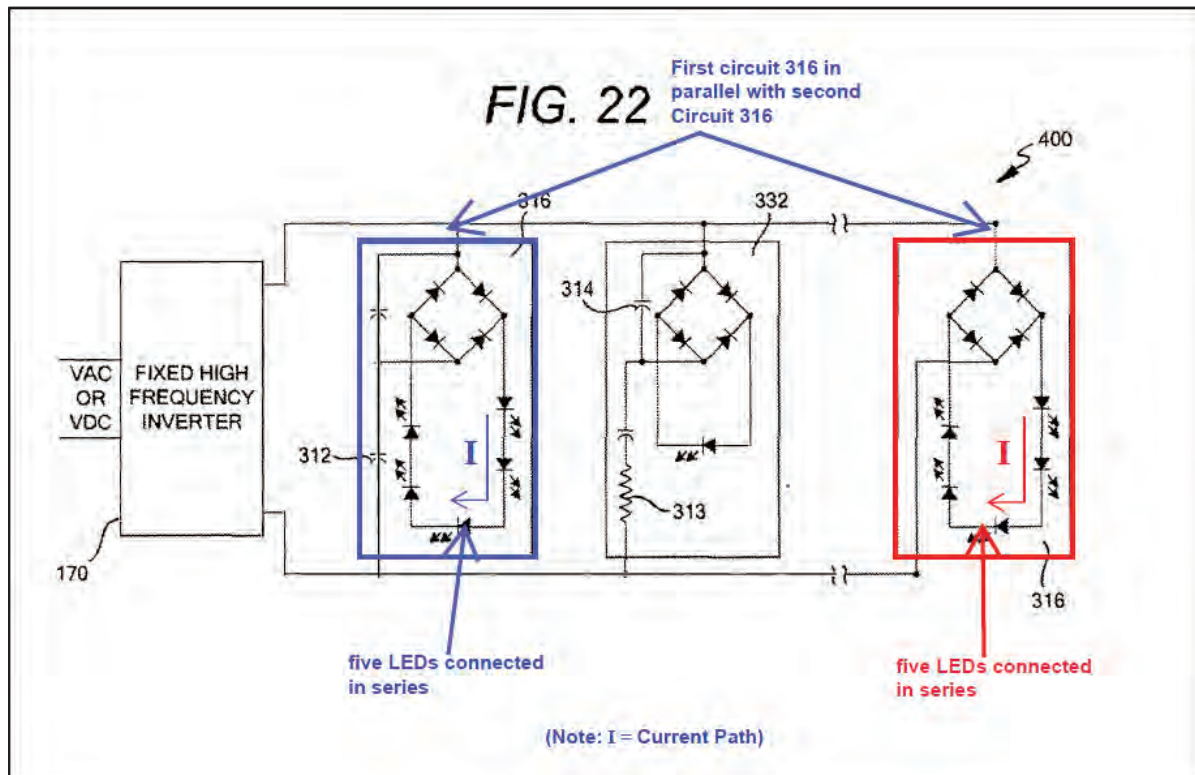 First circuit 316 in
parallel with second
Circuit 316
FIG. 22
400
316
332
314
VAC
OR
VDC
FIXED HIGH
FREQUENCY
INVERTER
312
I
313
I
170
316
five LEDs connected
in series
five LEDs connected
in series
(Note: I = Current Path)